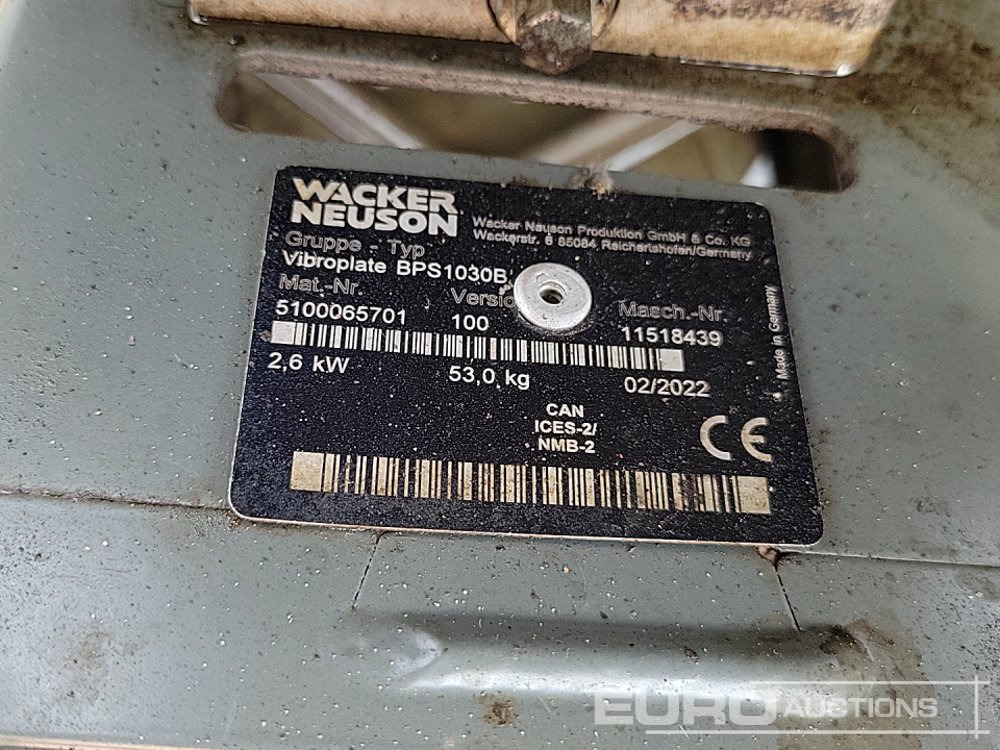 WACKER
NEUSON
Wacker Neuson Produktion GmbH & Co. KG
Wackerstr. 6 85084 Reichertshofen/Germany
Gruppe - Typ
Vibroplate BPS1030B
Mat.-Nr. Masch.-Nr.
5100065701 100 11518439
2,6 kW 53,0 kg 02/2022
CAN
ICES-2/
NMB-2
CE
Made in Germany
EURO AUCTIONS